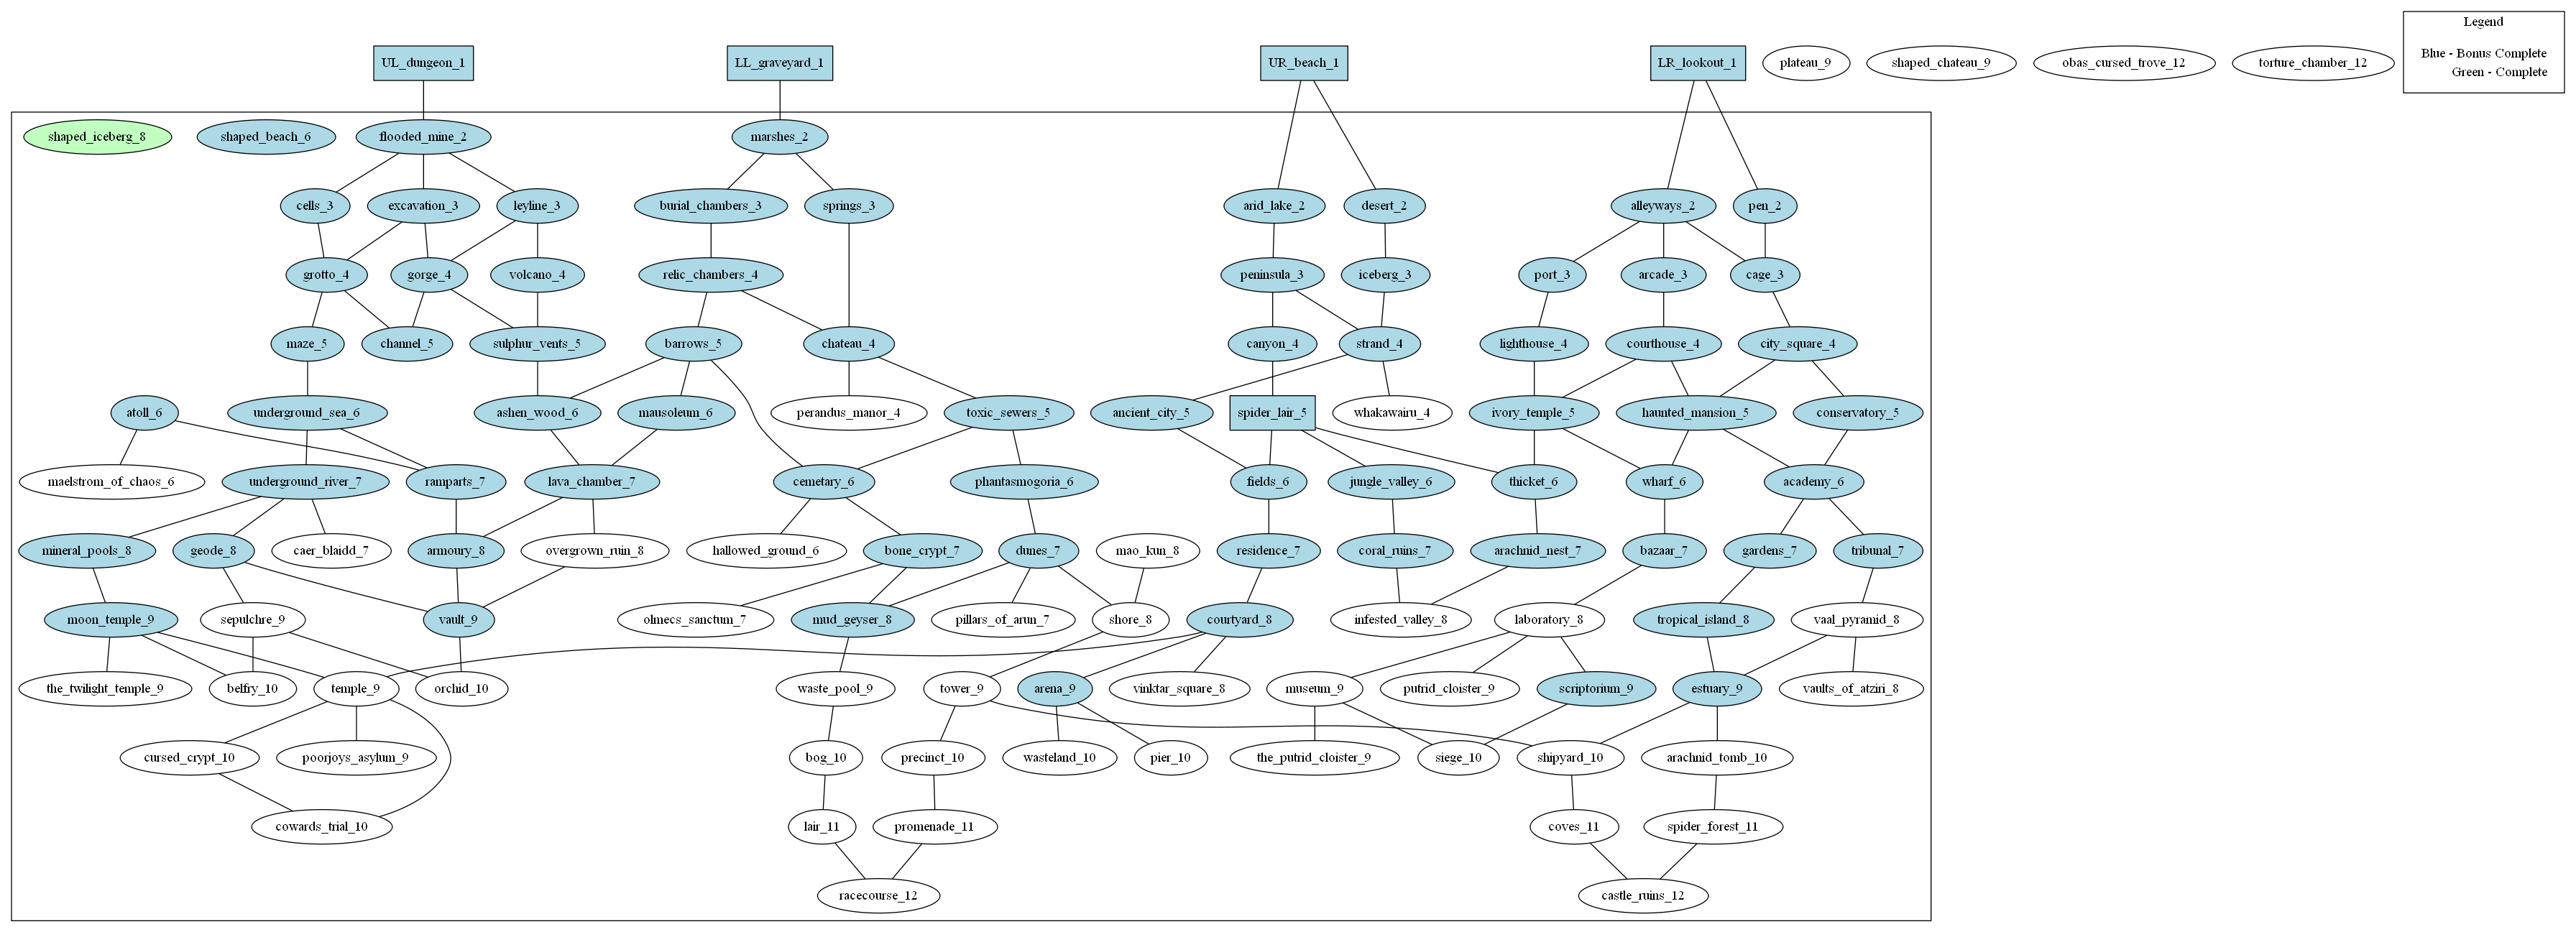 Legend
UL_dungeon_1
LL_graveyard_1
UR_beach_1
LR_lookout_1
plateau_9
shaped_chateau_9
obas_cursed_trove_12
torture_chamber_12
Blue - Bonus Complete
Green - Complete
shaped_iceberg_8
shaped_beach_6
flooded_mine_2
marshes_2
cells_3
excavation_3
leyline_3
burial_chambers_3
springs_3
arid_lake_2
desert_2
alleyways_2
pen_2
grotto_4
gorge_4
volcano_4
relic_chambers_4
peninsula_3
iceberg_3
port_3
arcade_3
cage_3
maze_5
channel_5
sulphur_vents_5
barrows_5
chateau_4
canyon_4
strand_4
lighthouse_4
courthouse_4
city_square_4
atoll_6
underground_sea_6
ashen_wood_6
mausoleum_6
perandus_manor_4
toxic_sewers_5
ancient_city_5
spider_lair_5
whakawairu_4
ivory_temple_5
haunted_mansion_5
conservatory_5
maelstrom_of_chaos_6
underground_river_7
ramparts_7
lava_chamber_7
cemetary_6
phantasmogoria_6
fields_6
jungle_valley_6
thicket_6
wharf_6
academy_6
mineral_pools_8
geode_8
caer_blaidd_7
armoury_8
overgrown_ruin_8
hallowed_ground_6
bone_crypt_7
dunes_7
mao_kun_8
residence_7
coral_ruins_7
arachnid_nest_7
bazaar_7
gardens_7
tribunal_7
moon_temple_9
sepulchre_9
vault_9
olmecs_sanctum_7
mud_geyser_8
pillars_of_arun_7
shore_8
courtyard_8
infested_valley_8
laboratory_8
tropical_island_8
vaal_pyramid_8
the_twilight_temple_9
belfry_10
temple_9
orchid_10
waste_pool_9
tower_9
arena_9
vinktar_square_8
museum_9
putrid_cloister_9
scriptorium_9
estuary_9
vaults_of_atziri_8
cursed_crypt_10
poorjoys_asylum_9
bog_10
precinct_10
wasteland_10
pier_10
the_putrid_cloister_9
siege_10
shipyard_10
arachnid_tomb_10
cowards_trial_10
lair_11
promenade_11
coves_11
spider_forest_11
racecourse_12
castle_ruins_12